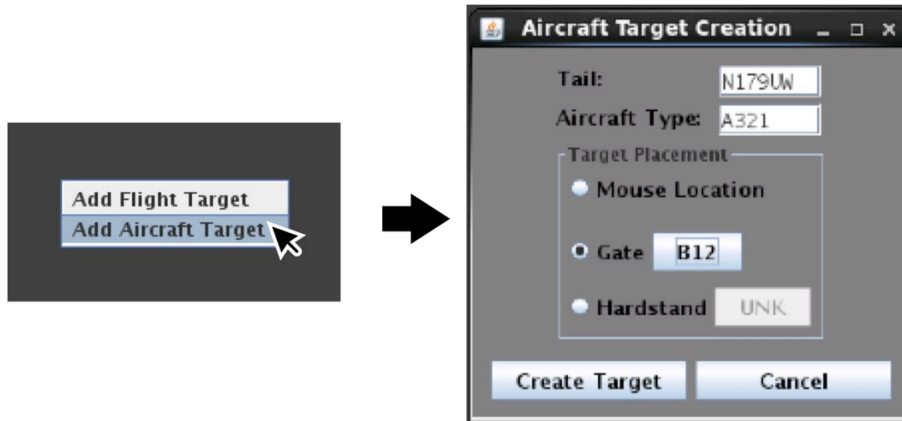 Add Flight Target
Add Aircraft Target
Aircraft Target Creation
Tail: N179UW
Aircraft Type: A321
Target Placement
Mouse Location
Gate B12
Hardstand UNK
Create Target Cancel